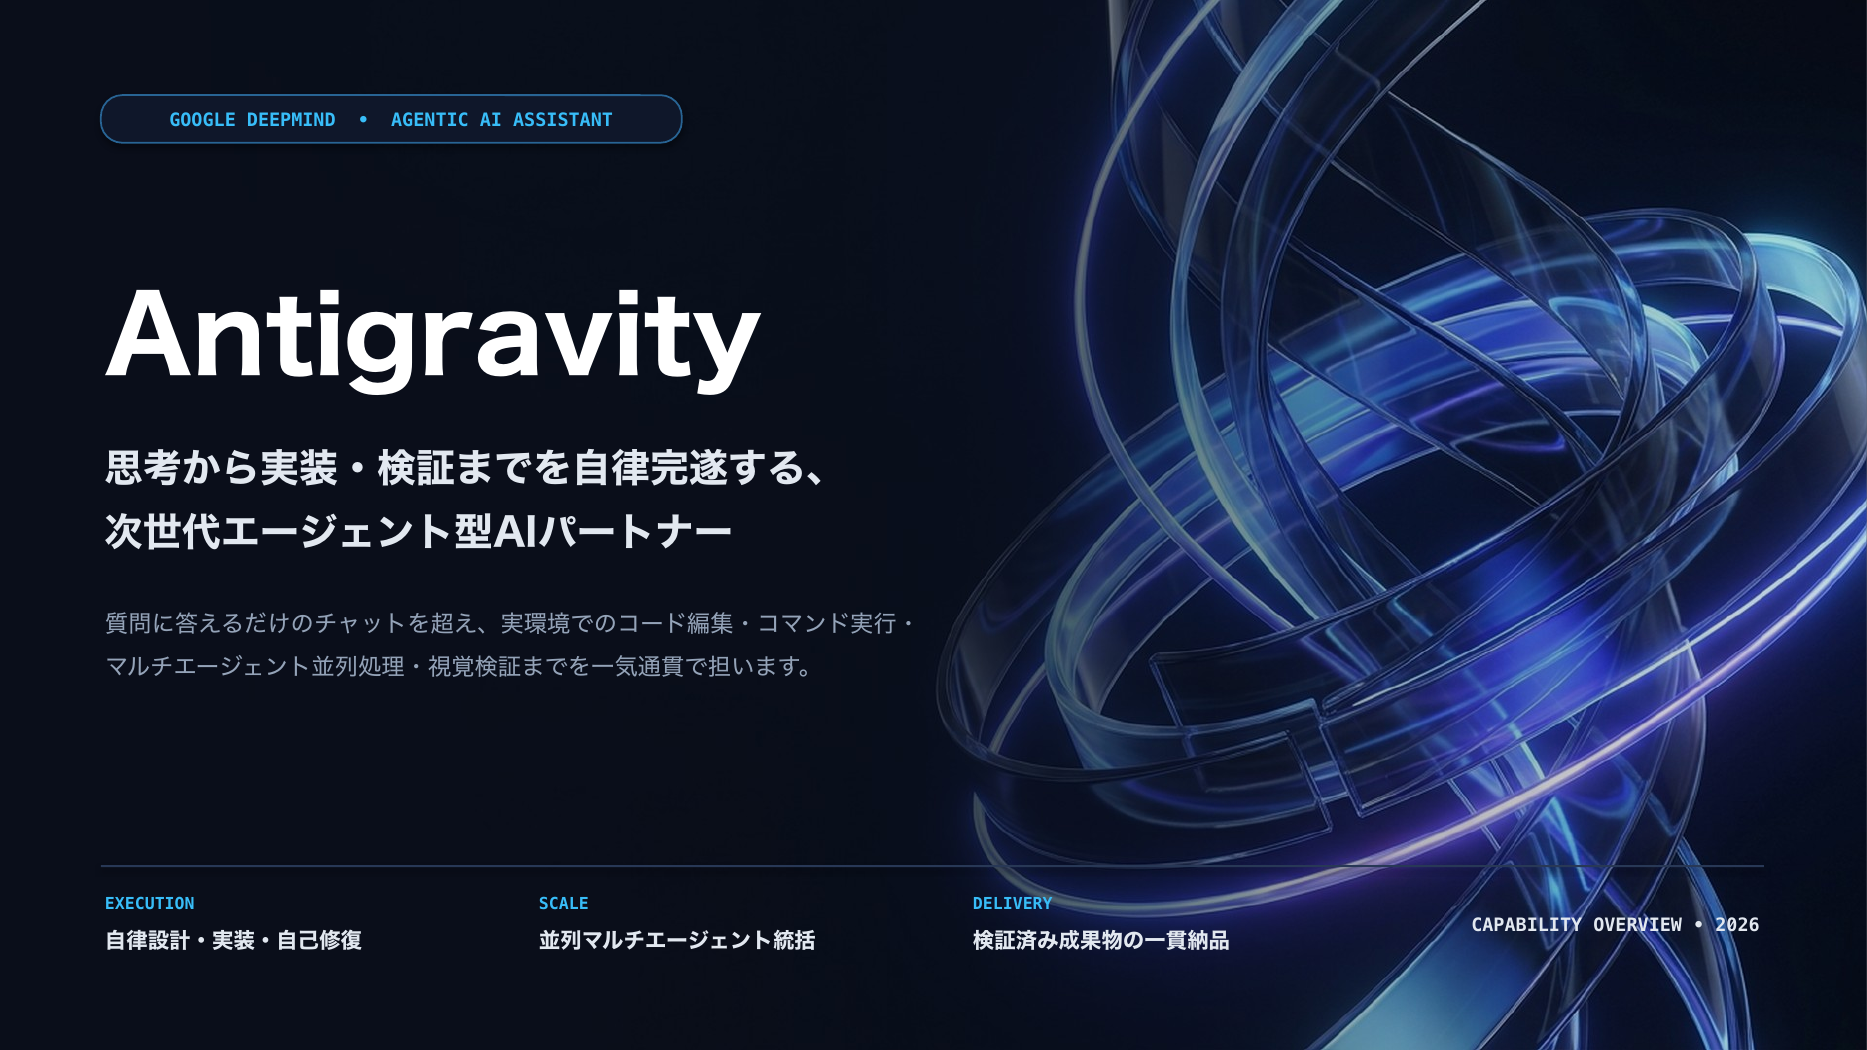 GOOGLE DEEPMIND • AGENTIC AI ASSISTANT
Antigravity
思考から実装・検証までを自律完遂する、
次世代エージェント型AIパートナー
質問に答えるだけのチャットを超え、実環境でのコード編集・コマンド実行・
マルチエージェント並列処理・視覚検証までを一気通貫で担います。
EXECUTION
自律設計・実装・自己修復
SCALE
並列マルチエージェント統括
DELIVERY
検証済み成果物の一貫納品
CAPABILITY OVERVIEW • 2026